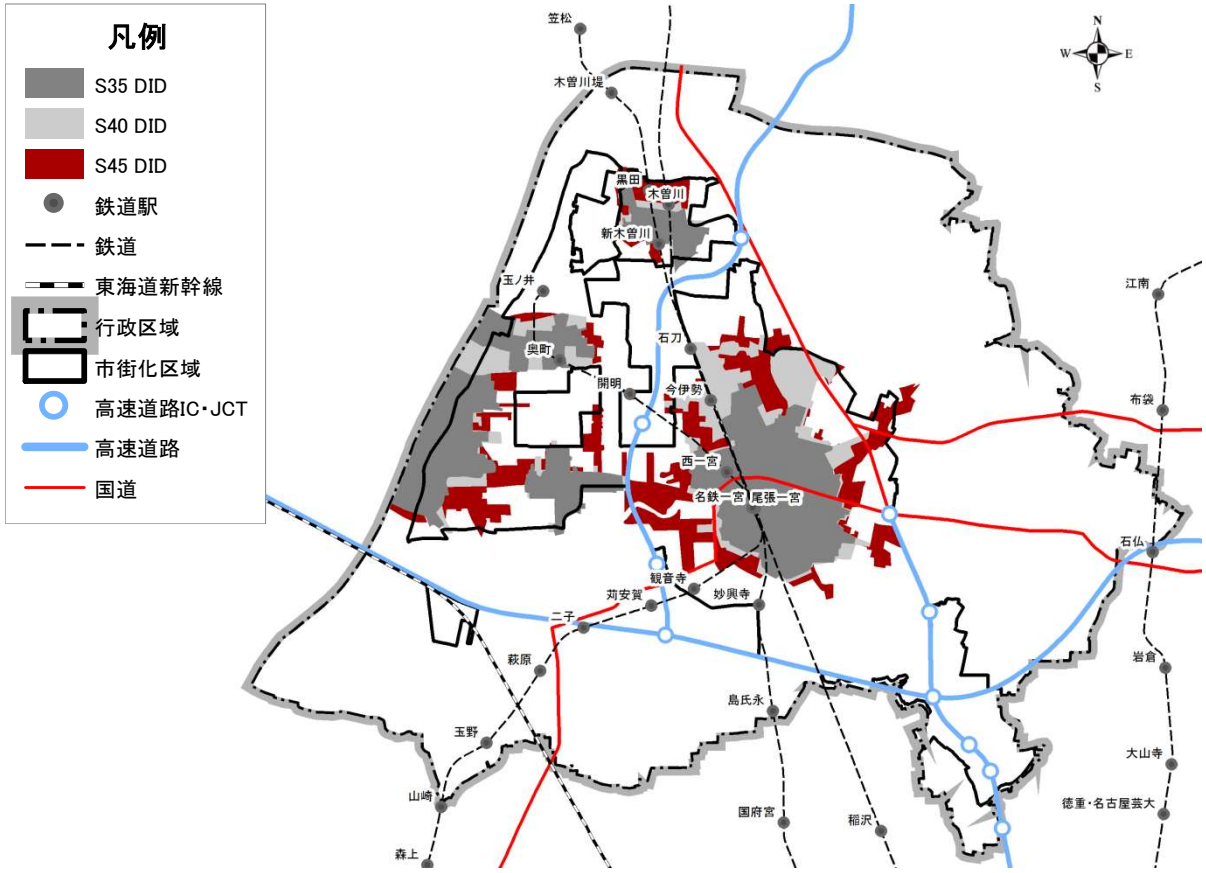 凡例
S35 DID
S40 DID
S45 DID
鉄道駅
鉄道
東海道新幹線
行政区域
市街化区域
高速道路IC・JCT
高速道路
国道
N
W
E
S
笠松
木曽川堤
黒田
木曽川
新木曽川
玉ノ井
江南
石刀
奥町
開明
今伊勢
布袋
西一宮
名鉄一宮
尾張一宮
石仏
観音寺
苅安賀
妙興寺
二子
萩原
岩倉
島氏永
玉野
大山寺
山崎
国府宮
稲沢
徳重・名古屋芸大
森上